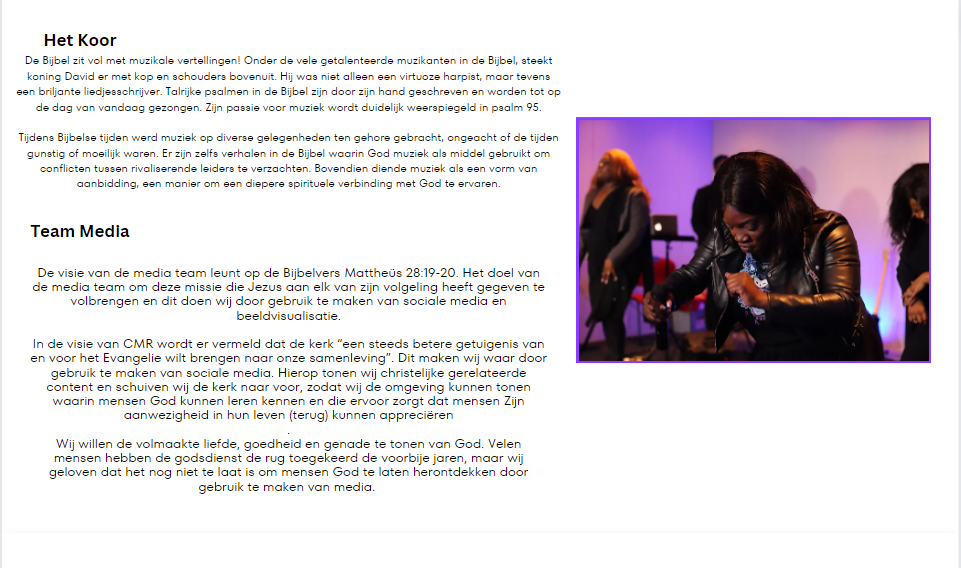 Het Koor
De Bijbel zit vol met muzikale vertellingen! Onder de vele getalenteerde muzikanten in de Bijbel, steekt
koning David er met kop en schouders bovenuit. Hij was niet alleen een virtuoze harpist, maar tevens
een briljante liedjesschrijver. Talrijke psalmen in de Bijbel zijn door zijn hand geschreven en worden tot op
de dag van vandaag gezongen. Zijn passie voor muziek wordt duidelijk weerspiegeld in psalm 95.
Tijdens Bijbelse tijden werd muziek op diverse gelegenheden ten gehore gebracht, ongeacht of de tijden
gunstig of moeilijk waren. Er zijn zelfs verhalen in de Bijbel waarin God muziek als middel gebruikt om
conflicten tussen rivaliserende leiders te verzachten. Bovendien diende muziek als een vorm van
aanbidding, een manier om een diepere spirituele verbinding met God te ervaren.
Team Media
De visie van de media team leunt op de Bijbelvers Mattheüs 28:19-20. Het doel van
de media team om deze missie die Jezus aan elk van zijn volgeling heeft gegeven te
volbrengen en dit doen wij door gebruik te maken van sociale media en
beeldvisualisatie.
In de visie van CMR wordt er vermeld dat de kerk “een steeds betere getuigenis van
en voor het Evangelie wilt brengen naar onze samenleving”. Dit maken wij waar door
gebruik te maken van sociale media. Hierop tonen wij christelijke gerelateerde
content en schuiven wij de kerk naar voor, zodat wij de omgeving kunnen tonen
waarin mensen God kunnen leren kennen en die ervoor zorgt dat mensen Zijn
aanwezigheid in hun leven (terug) kunnen appreciëren
.
Wij willen de volmaakte liefde, goedheid en genade te tonen van God. Velen
mensen hebben de godsdienst de rug toegekeerd de voorbije jaren, maar wij
geloven dat het nog niet te laat is om mensen God te laten herontdekken door
gebruik te maken van media.